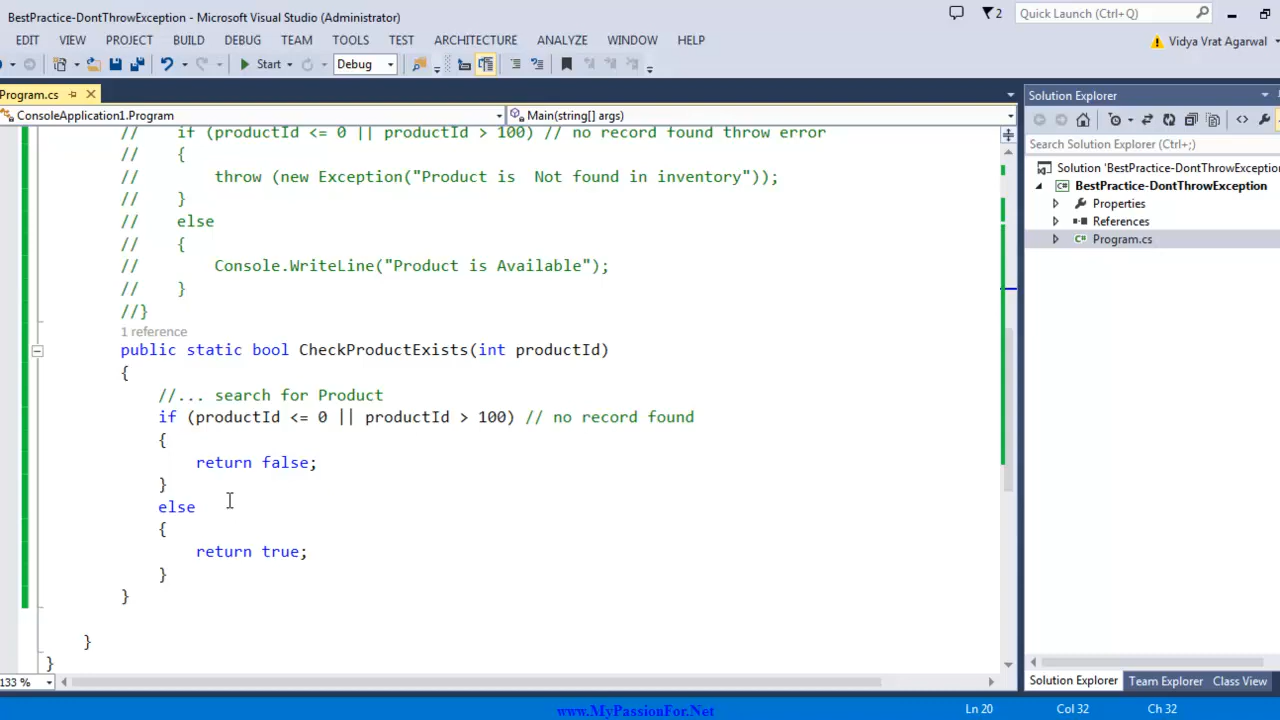 BestPractice-DontThrowException - Microsoft Visual Studio (Administrator)
2
Quick Launch (Ctrl+Q)
EDIT VIEW PROJECT BUILD DEBUG TEAM TOOLS TEST ARCHITECTURE ANALYZE WINDOW HELP
Vidya Vrat Agarwal
Start Debug
Program.cs
ConsoleApplication1.Program Main(string[] args)
// if (productId <= 0 || productId > 100) // no record found throw error
// {
// throw (new Exception("Product is  Not found in inventory"));
// }
// else
// {
// Console.WriteLine("Product is Available");
// }
//}
1 reference
public static bool CheckProductExists(int productId)
{
//... search for Product
if (productId <= 0 || productId > 100) // no record found
{
return false;
}
else
{
return true;
}
}
}
}
133 %
Solution Explorer
Search Solution Explorer (Ctrl+;)
Solution 'BestPractice-DontThrowException
BestPractice-DontThrowException
Properties
References
Program.cs
Solution Explorer Team Explorer Class View
www.MyPassionFor.Net
Ln 20 Col 32 Ch 32